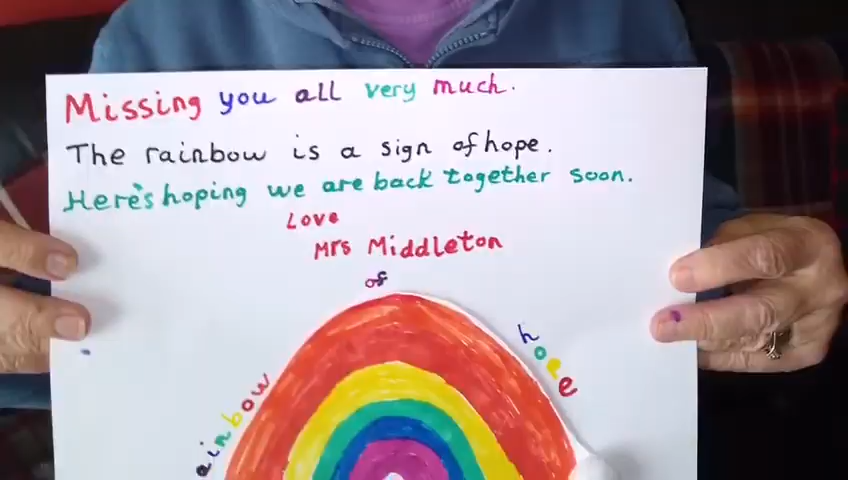 Missing you all very much.
The rainbow is a sign of hope.
Here's hoping we are back together soon.
Love
Mrs Middleton
ainbow of hope